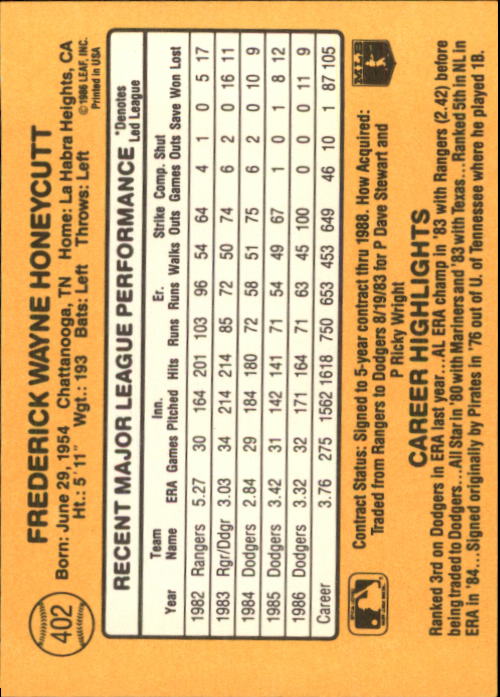 402
FREDERICK WAYNE HONEYCUTT
Born: June 29, 1954 Chattanooga, TN Home: La Habra Heights, CA
Ht.: 5'11" Wgt.: 193 Bats: Left Throws: Left
©1986 LEAF, INC.
Printed in USA
RECENT MAJOR LEAGUE PERFORMANCE
*Denotes
Led League
Year Team Name ERA Games Inn. Pitched Hits Runs Er. Runs Walks Strike Outs Comp. Games Shut Outs Save Won Lost
1982 Rangers 5.27 30 164 201 103 96 54 64 4 1 0 5 17
1983 Rgr/Ddgr 3.03 34 214 214 85 72 50 74 6 2 0 16 11
1984 Dodgers 2.84 29 184 180 72 58 51 75 6 2 0 10 9
1985 Dodgers 3.42 31 142 141 71 54 49 67 1 0 1 8 12
1986 Dodgers 3.32 32 171 164 71 63 45 100 0 0 0 11 9
Career 3.76 275 1562 1618 750 653 453 649 46 10 1 87 105
Contract Status: Signed to 5-year contract thru 1988. How Acquired:
Traded from Rangers to Dodgers 8/19/83 for P Dave Stewart and
P Ricky Wright
MLB
CAREER HIGHLIGHTS
Ranked 3rd on Dodgers in ERA last year...AL ERA champ in '83 with Rangers (2.42) before
being traded to Dodgers...All Star in '80 with Mariners and '83 with Texas...Ranked 5th in NL in
ERA in '84...Signed originally by Pirates in '76 out of U. of Tennessee where he played 1B.